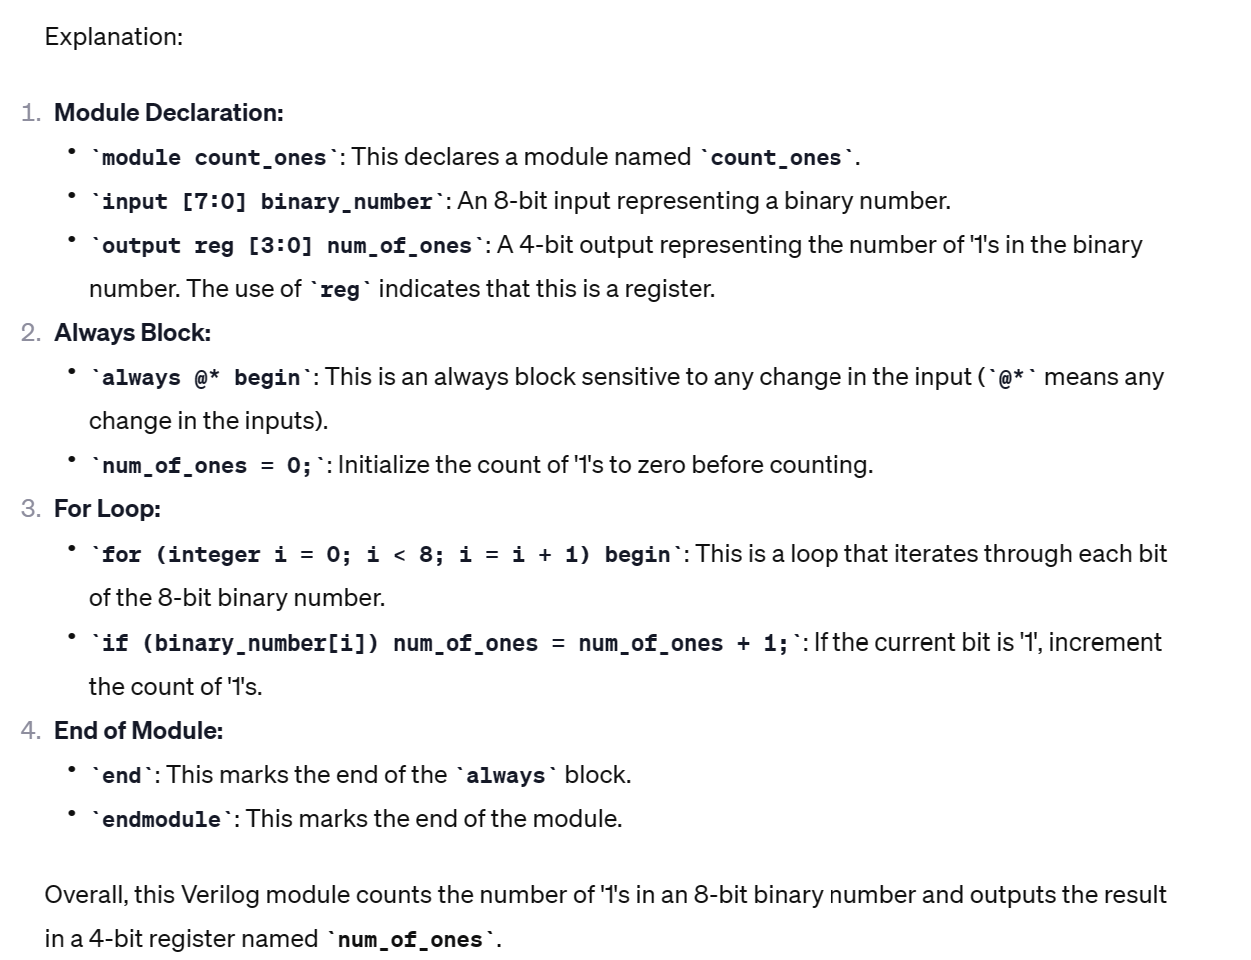 Explanation:
1. Module Declaration:
• `module count_ones`: This declares a module named `count_ones`.
• `input [7:0] binary_number`: An 8-bit input representing a binary number.
• `output reg [3:0] num_of_ones`: A 4-bit output representing the number of '1's in the binary
number. The use of `reg` indicates that this is a register.
2. Always Block:
• `always @* begin`: This is an always block sensitive to any change in the input (`@*` means any
change in the inputs).
• `num_of_ones = 0;`: Initialize the count of '1's to zero before counting.
3. For Loop:
• `for (integer i = 0; i < 8; i = i + 1) begin`: This is a loop that iterates through each bit
of the 8-bit binary number.
• `if (binary_number[i]) num_of_ones = num_of_ones + 1;`: If the current bit is '1', increment
the count of '1's.
4. End of Module:
• `end`: This marks the end of the `always` block.
• `endmodule`: This marks the end of the module.
Overall, this Verilog module counts the number of '1's in an 8-bit binary number and outputs the result
in a 4-bit register named `num_of_ones`.